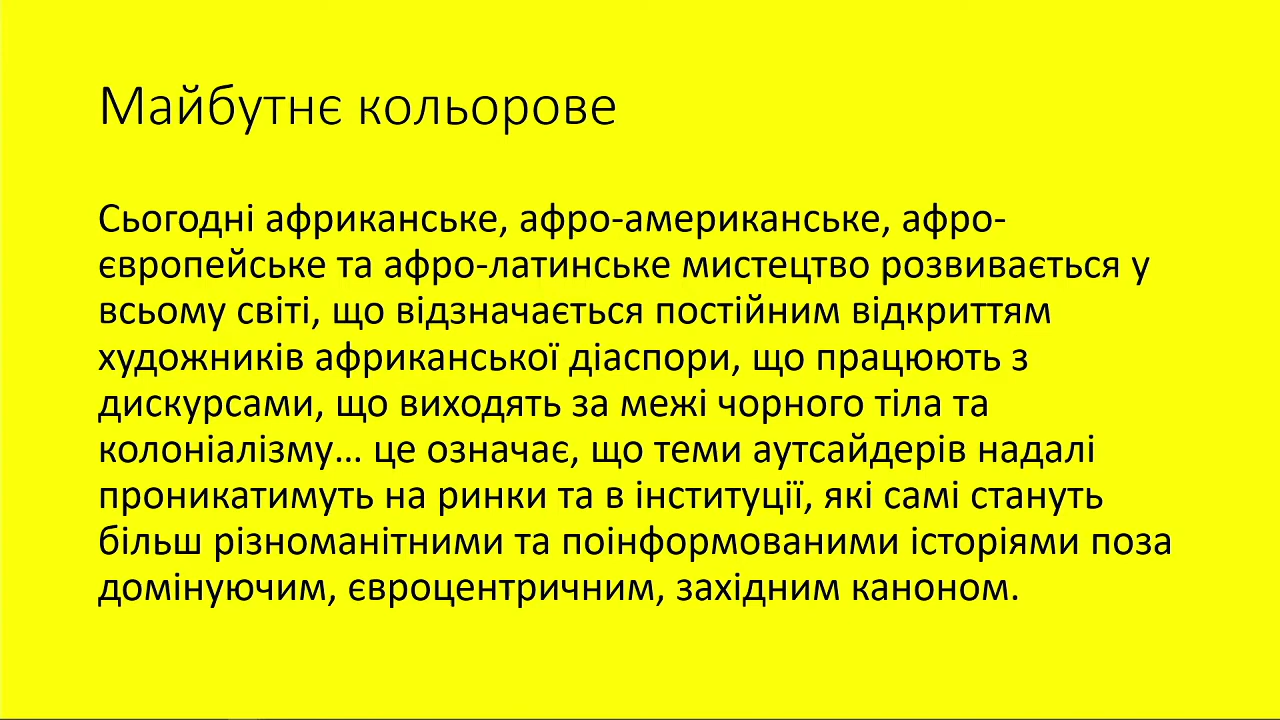 Майбутнє кольорове
Сьогодні африканське, афро-американське, афро-
європейське та афро-латинське мистецтво розвивається у
всьому світі, що відзначається постійним відкриттям
художників африканської діаспори, що працюють з
дискурсами, що виходять за межі чорного тіла та
колоніалізму… це означає, що теми аутсайдерів надалі
проникатимуть на ринки та в інституції, які самі стануть
більш різноманітними та поінформованими історіями поза
домінуючим, євроцентричним, західним каноном.